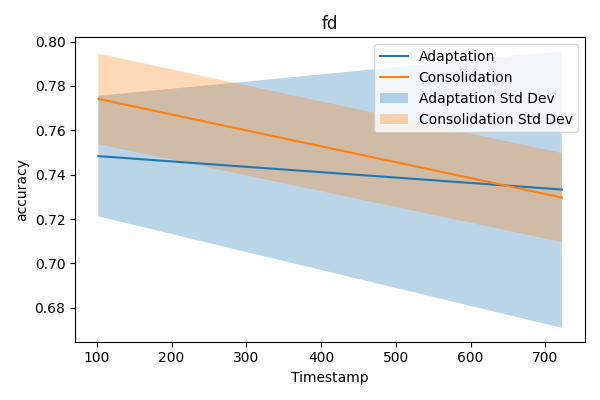 fd
Adaptation
Consolidation
Adaptation Std Dev
Consolidation Std Dev
accuracy
0.80
0.78
0.76
0.74
0.72
0.70
0.68
100 200 300 400 500 600 700
Timestamp